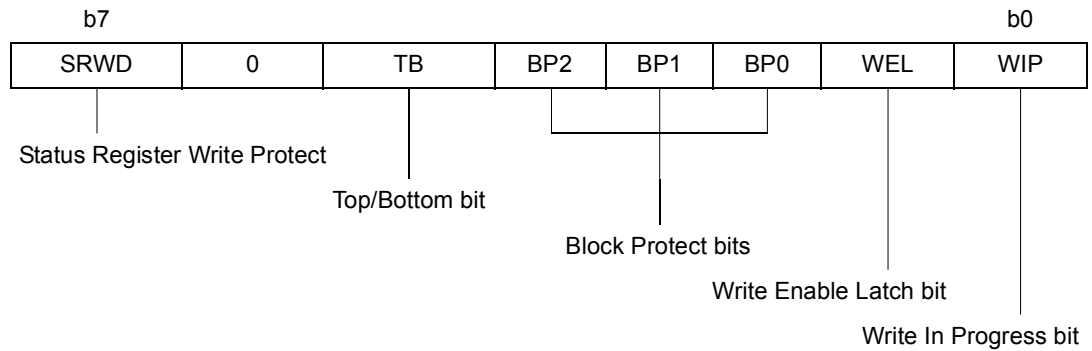 b7 b0
SRWD 0 TB BP2 BP1 BP0 WEL WIP
Status Register Write Protect
Top/Bottom bit
Block Protect bits
Write Enable Latch bit
Write In Progress bit